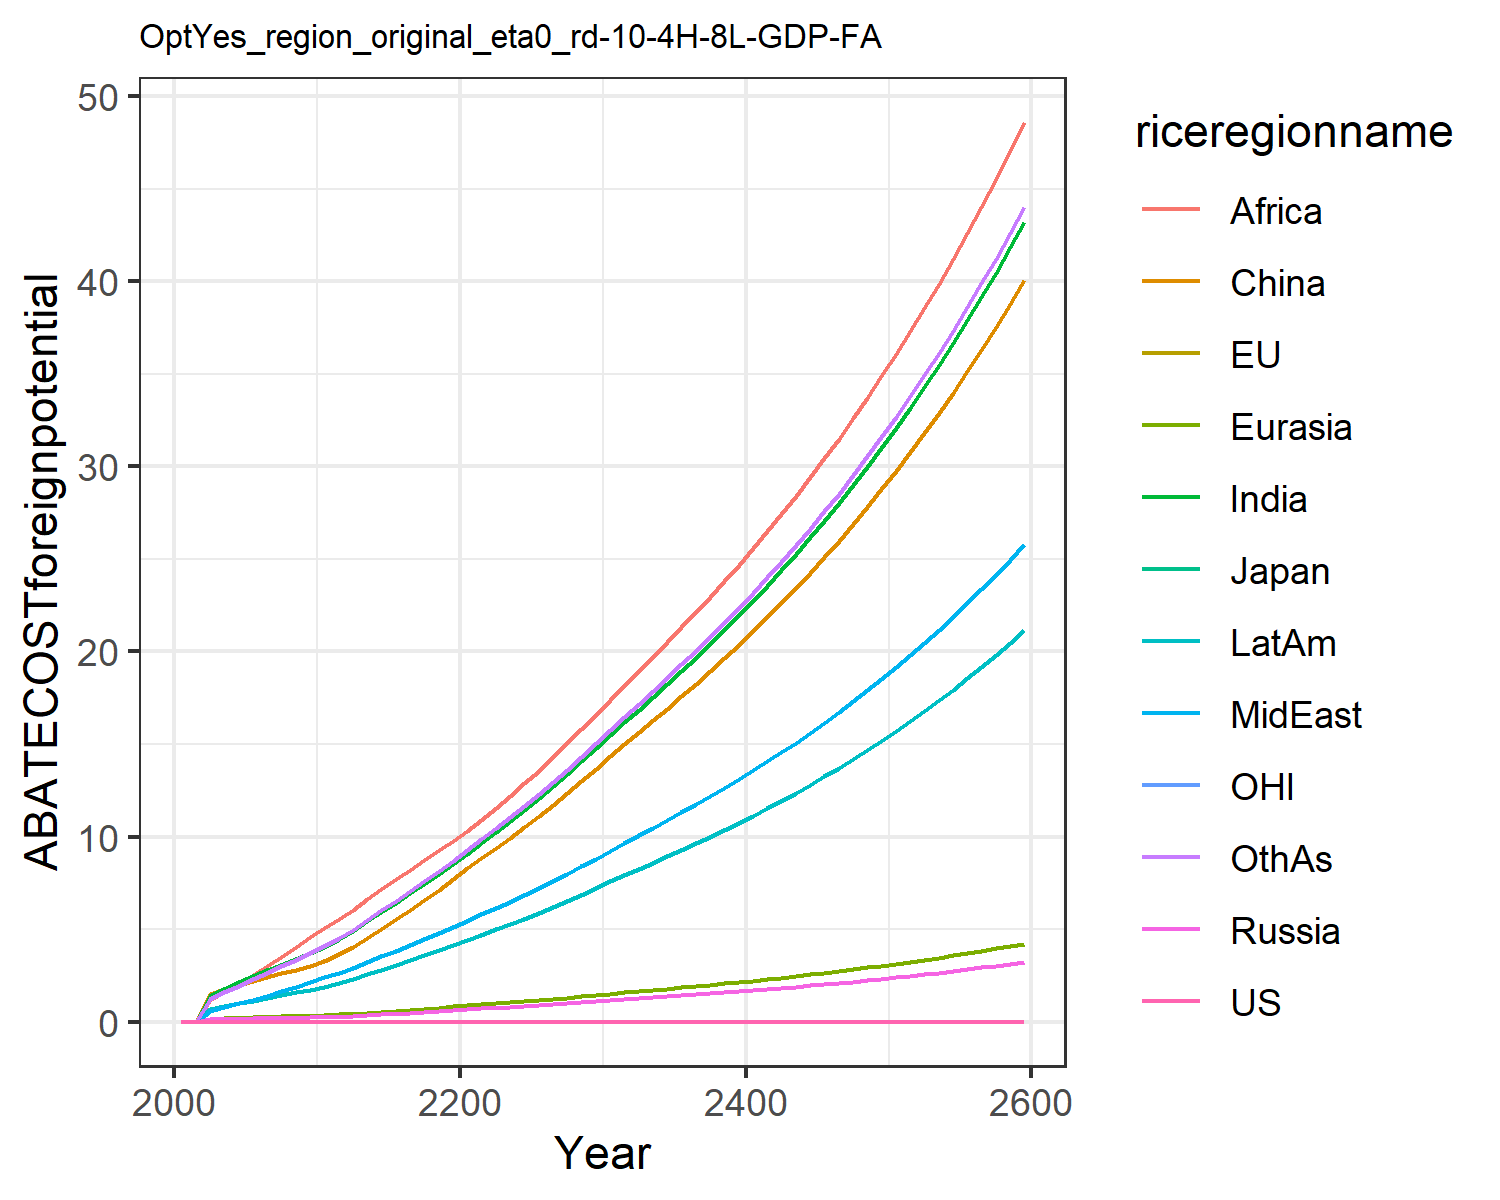 OptYes_region_original_eta0_rd-10-4H-8L-GDP-FA
ABATECOSTforeignpotential
50
40
30
20
10
0
2000 2200 2400 2600
Year
riceregionname
Africa
China
EU
Eurasia
India
Japan
LatAm
MidEast
OHI
OthAs
Russia
US